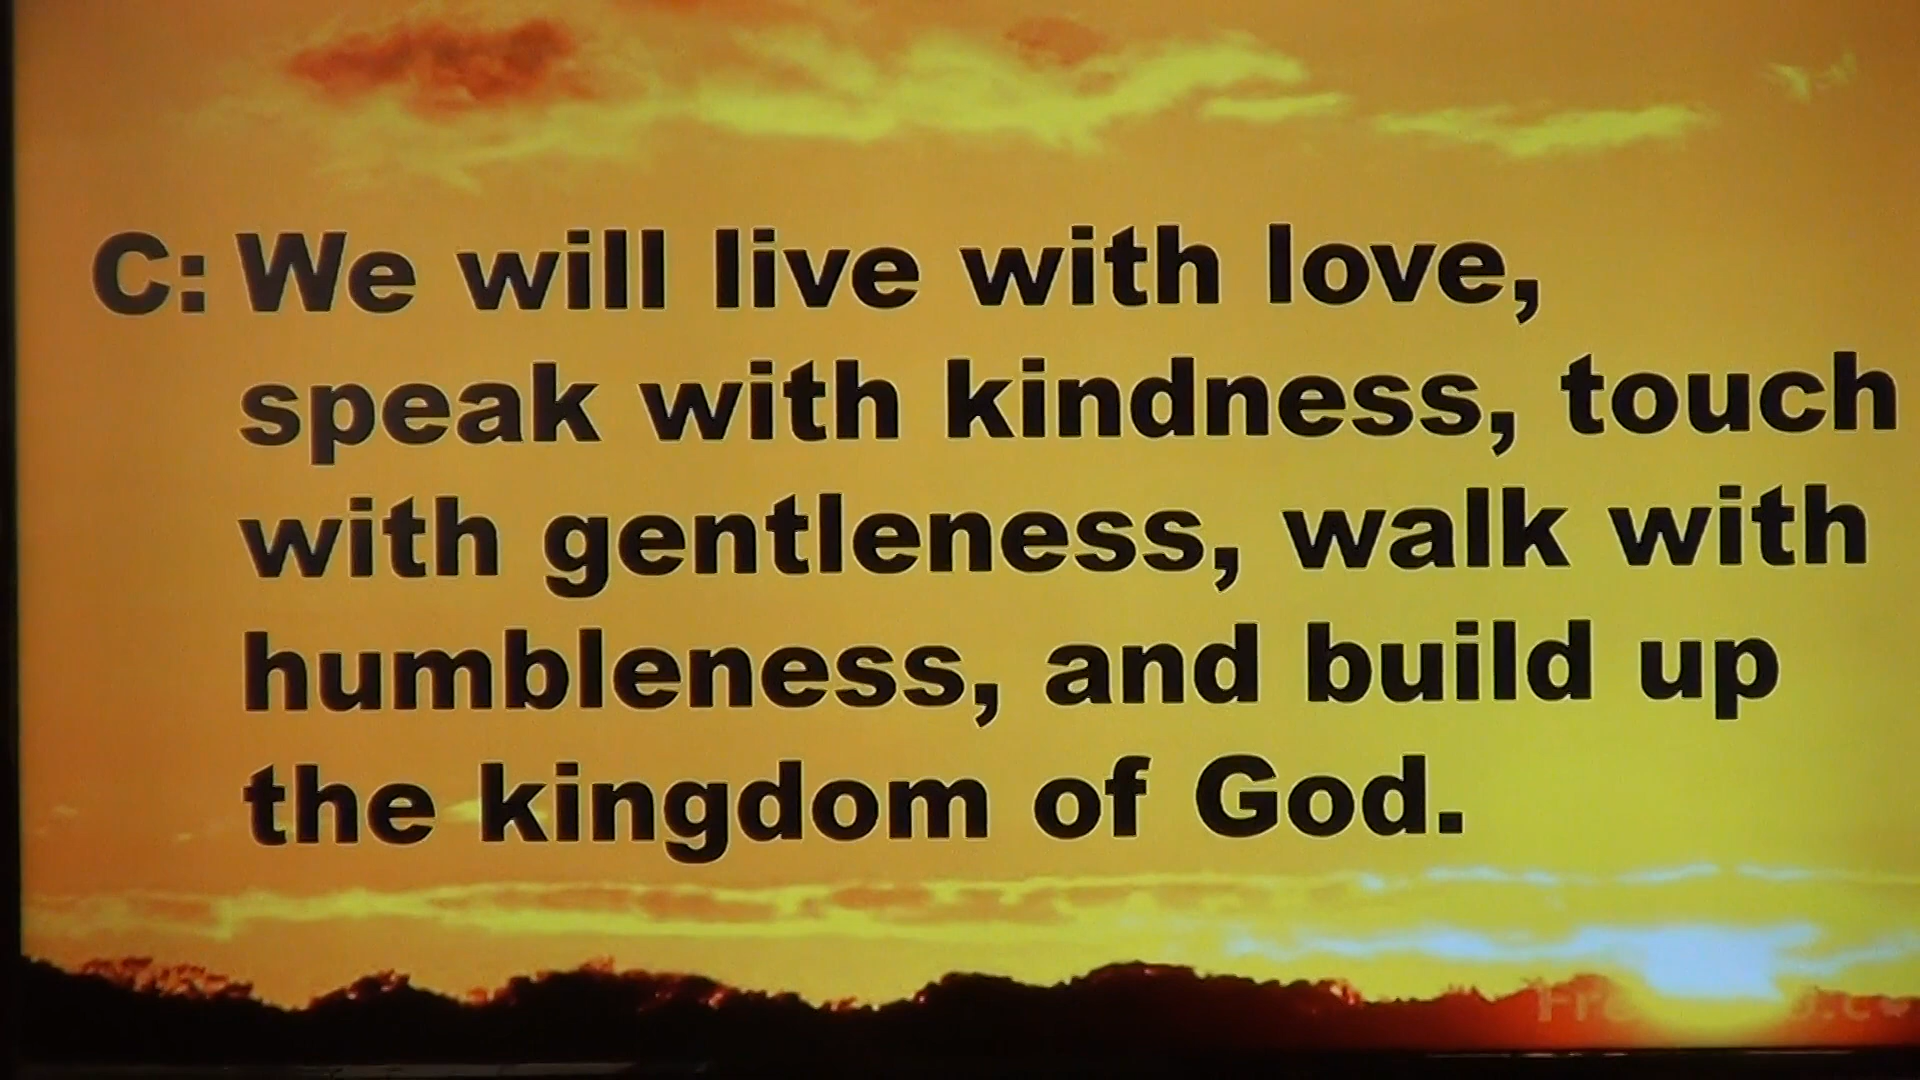 C: We will live with love,
speak with kindness, touch
with gentleness, walk with
humbleness, and build up
the kingdom of God.